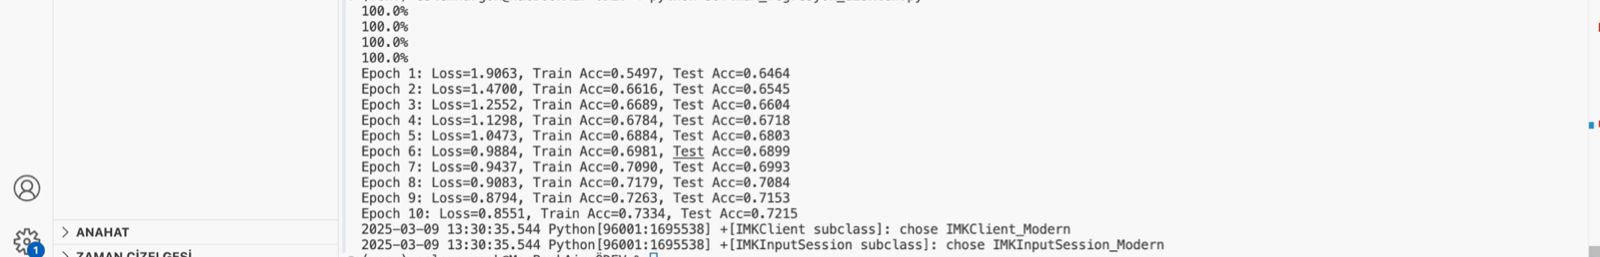 100.0%
100.0%
100.0%
100.0%
Epoch 1: Loss=1.9063, Train Acc=0.5497, Test Acc=0.6464
Epoch 2: Loss=1.4700, Train Acc=0.6616, Test Acc=0.6545
Epoch 3: Loss=1.2552, Train Acc=0.6689, Test Acc=0.6604
Epoch 4: Loss=1.1298, Train Acc=0.6784, Test Acc=0.6718
Epoch 5: Loss=1.0473, Train Acc=0.6884, Test Acc=0.6803
Epoch 6: Loss=0.9884, Train Acc=0.6981, Test Acc=0.6899
Epoch 7: Loss=0.9437, Train Acc=0.7090, Test Acc=0.6993
Epoch 8: Loss=0.9083, Train Acc=0.7179, Test Acc=0.7084
Epoch 9: Loss=0.8794, Train Acc=0.7263, Test Acc=0.7153
Epoch 10: Loss=0.8551, Train Acc=0.7334, Test Acc=0.7215
2025-03-09 13:30:35.544 Python[96001:1695538] +[IMKClient subclass]: chose IMKClient_Modern
2025-03-09 13:30:35.544 Python[96001:1695538] +[IMKInputSession subclass]: chose IMKInputSession_Modern
ANAHAT
ZAMAN ÇİZELGESİ
1